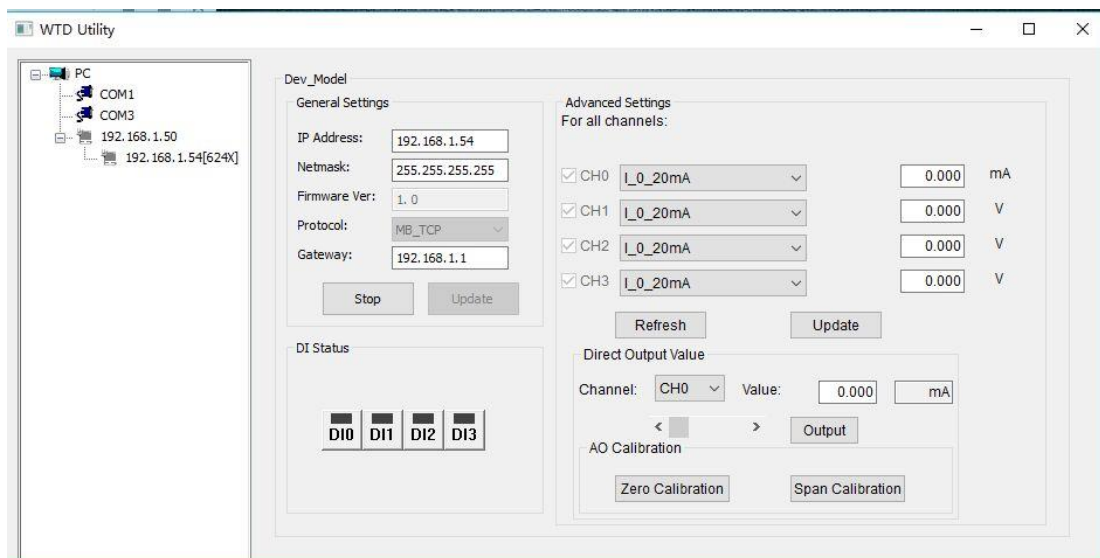 WTD Utility
PC
COM1
COM3
192.168.1.50
192.168.1.54[624X]
Dev_Model
General Settings
IP Address: 192.168.1.54
Netmask: 255.255.255.255
Firmware Ver: 1.0
Protocol: MB_TCP
Gateway: 192.168.1.1
Stop Update
DI Status
DI0 DI1 DI2 DI3
Advanced Settings
For all channels:
CH0 I_0_20mA 0.000 mA
CH1 I_0_20mA 0.000 V
CH2 I_0_20mA 0.000 V
CH3 I_0_20mA 0.000 V
Refresh Update
Direct Output Value
Channel: CH0 Value: 0.000 mA
Output
AO Calibration
Zero Calibration Span Calibration